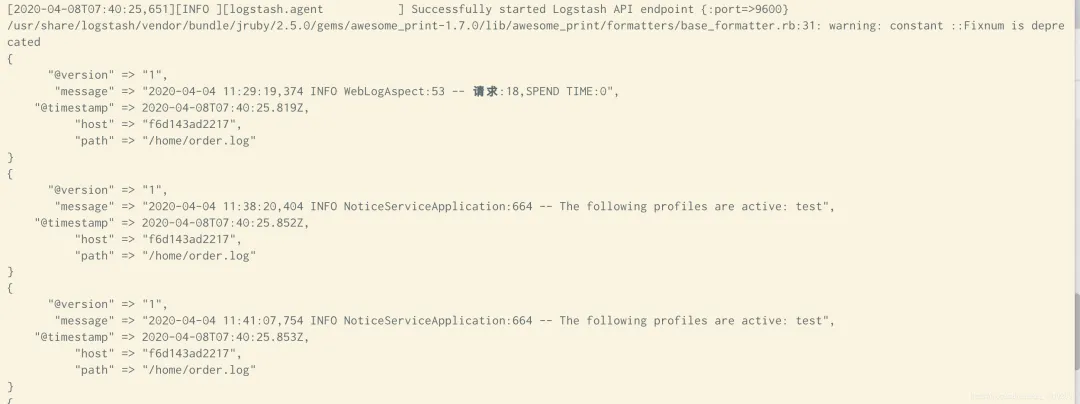 [2020-04-08T07:40:25,651][INFO ][logstash.agent           ] Successfully started Logstash API endpoint {:port=>9600}
/usr/share/logstash/vendor/bundle/jruby/2.5.0/gems/awesome_print-1.7.0/lib/awesome_print/formatters/base_formatter.rb:31: warning: constant ::Fixnum is depre
cated
{
      "@version" => "1",
       "message" => "2020-04-04 11:29:19,374 INFO WebLogAspect:53 -- 请求:18,SPEND TIME:0",
    "@timestamp" => 2020-04-08T07:40:25.819Z,
          "host" => "f6d143ad2217",
          "path" => "/home/order.log"
}
{
      "@version" => "1",
       "message" => "2020-04-04 11:38:20,404 INFO NoticeServiceApplication:664 -- The following profiles are active: test",
    "@timestamp" => 2020-04-08T07:40:25.852Z,
          "host" => "f6d143ad2217",
          "path" => "/home/order.log"
}
{
      "@version" => "1",
       "message" => "2020-04-04 11:41:07,754 INFO NoticeServiceApplication:664 -- The following profiles are active: test",
    "@timestamp" => 2020-04-08T07:40:25.853Z,
          "host" => "f6d143ad2217",
          "path" => "/home/order.log"
}
{